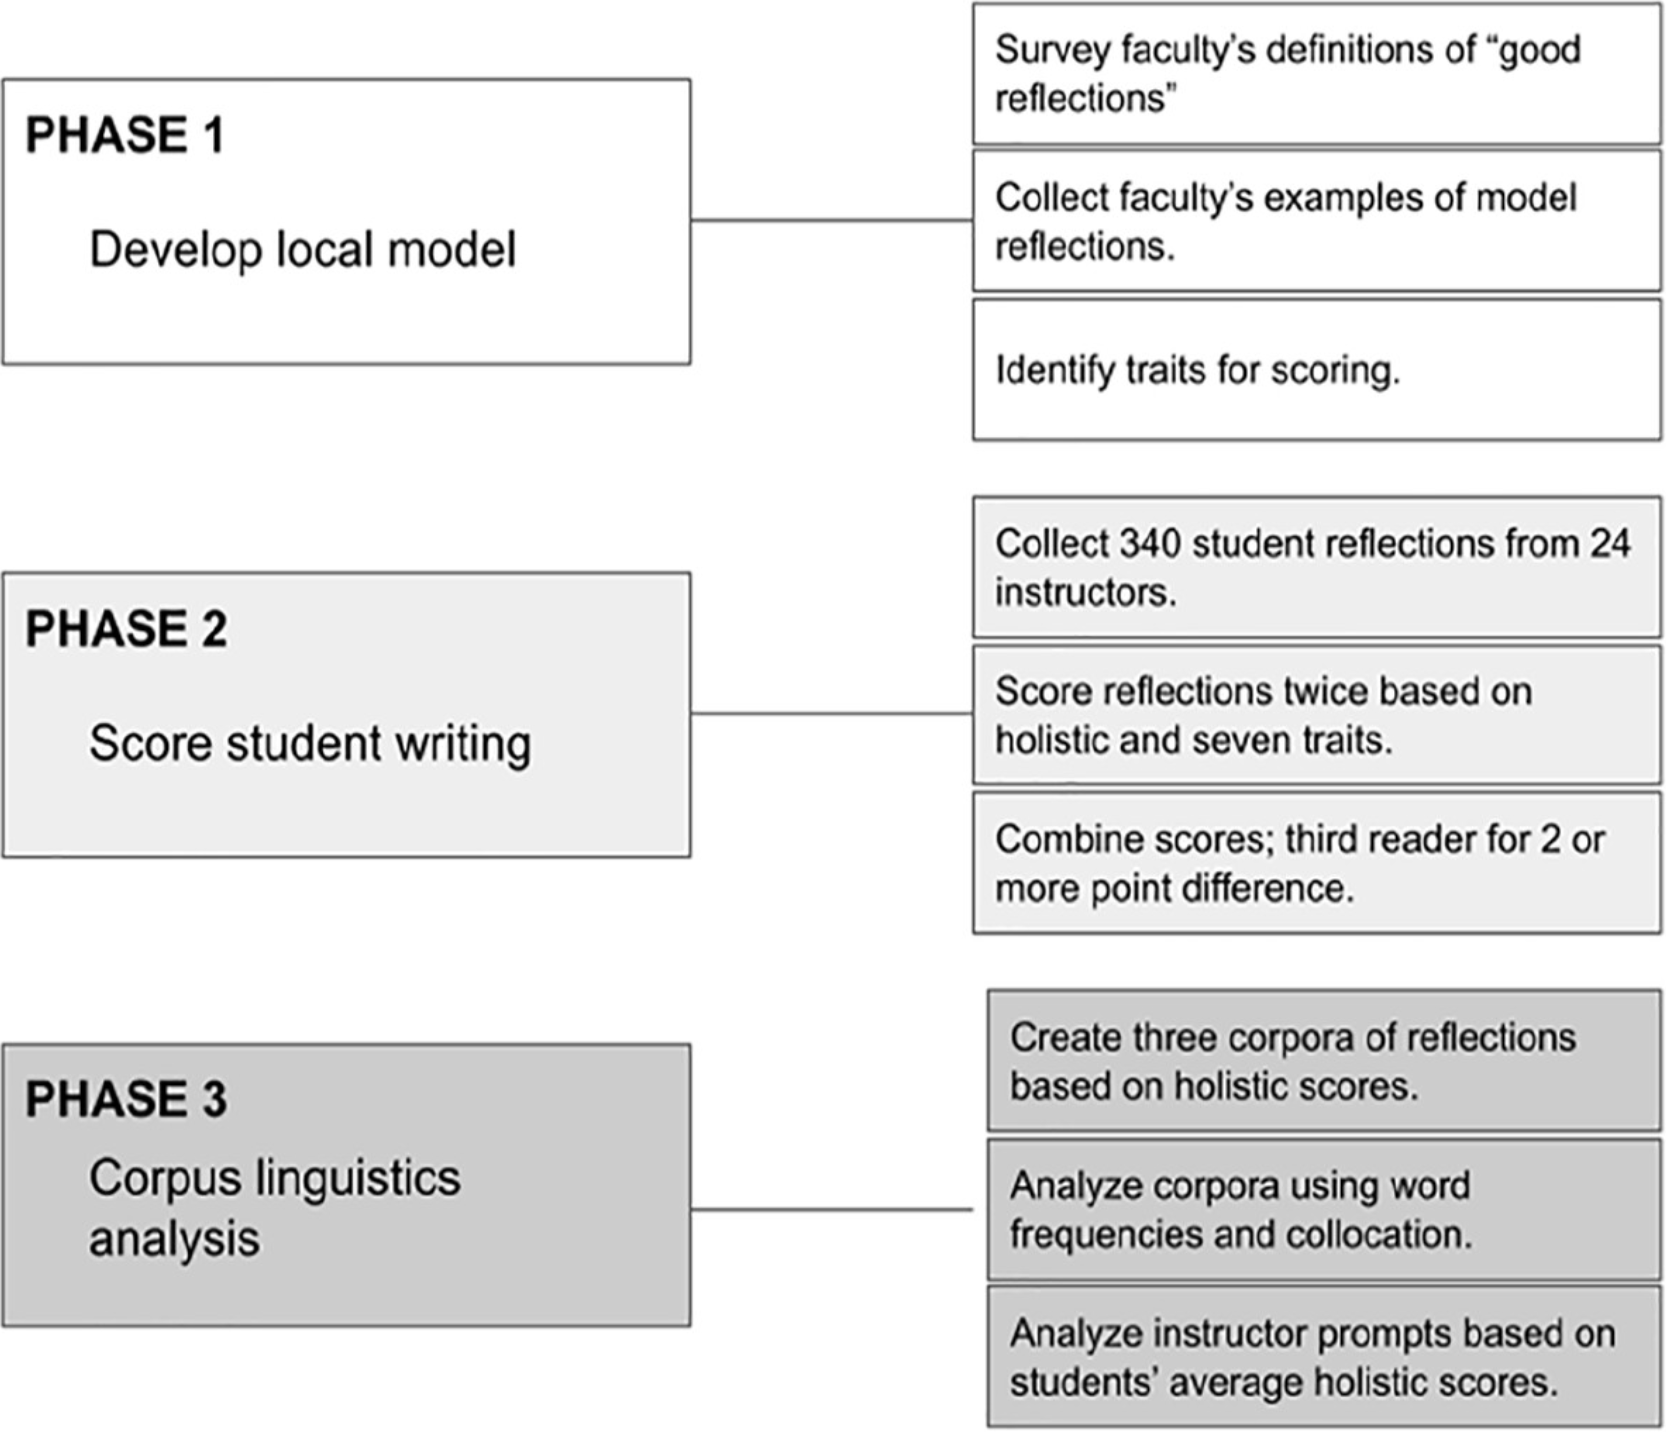 PHASE 1
Develop local model
Survey faculty’s definitions of “good
reflections”
Collect faculty’s examples of model
reflections.
Identify traits for scoring.
PHASE 2
Score student writing
Collect 340 student reflections from 24
instructors.
Score reflections twice based on
holistic and seven traits.
Combine scores; third reader for 2 or
more point difference.
PHASE 3
Corpus linguistics
analysis
Create three corpora of reflections
based on holistic scores.
Analyze corpora using word
frequencies and collocation.
Analyze instructor prompts based on
students’ average holistic scores.